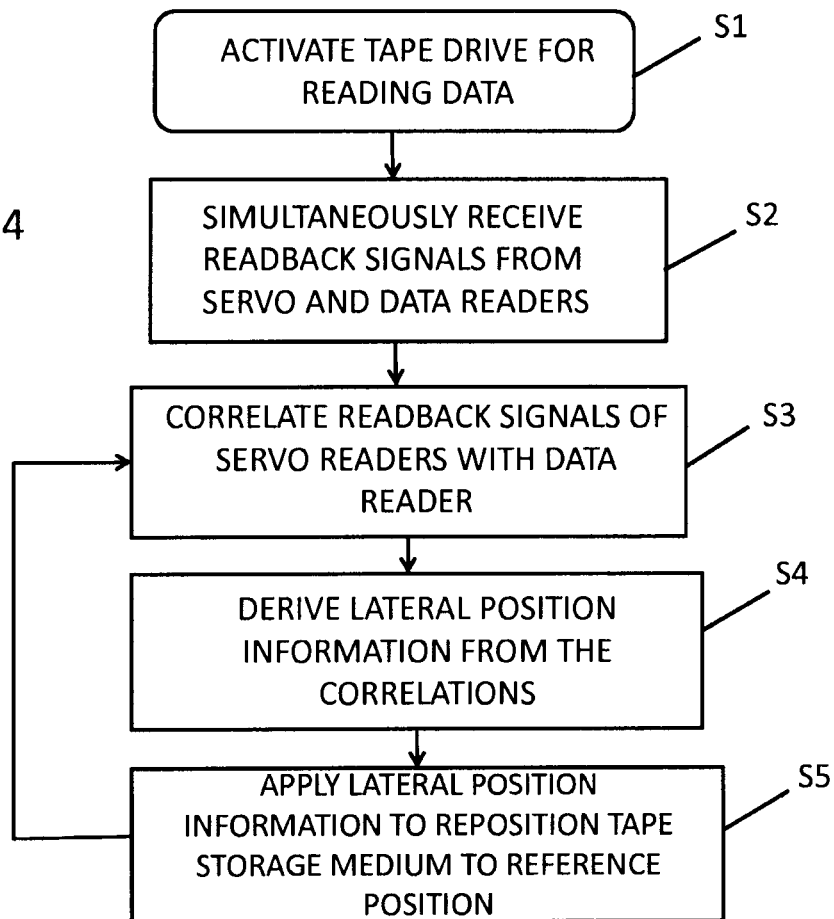 ACTIVATE TAPE DRIVE FOR
READING DATA
S1
4
SIMULTANEOUSLY RECEIVE
READBACK SIGNALS FROM
SERVO AND DATA READERS
S2
CORRELATE READBACK SIGNALS OF
SERVO READERS WITH DATA
READER
S3
DERIVE LATERAL POSITION
INFORMATION FROM THE
CORRELATIONS
S4
APPLY LATERAL POSITION
INFORMATION TO REPOSITION TAPE
STORAGE MEDIUM TO REFERENCE
POSITION
S5